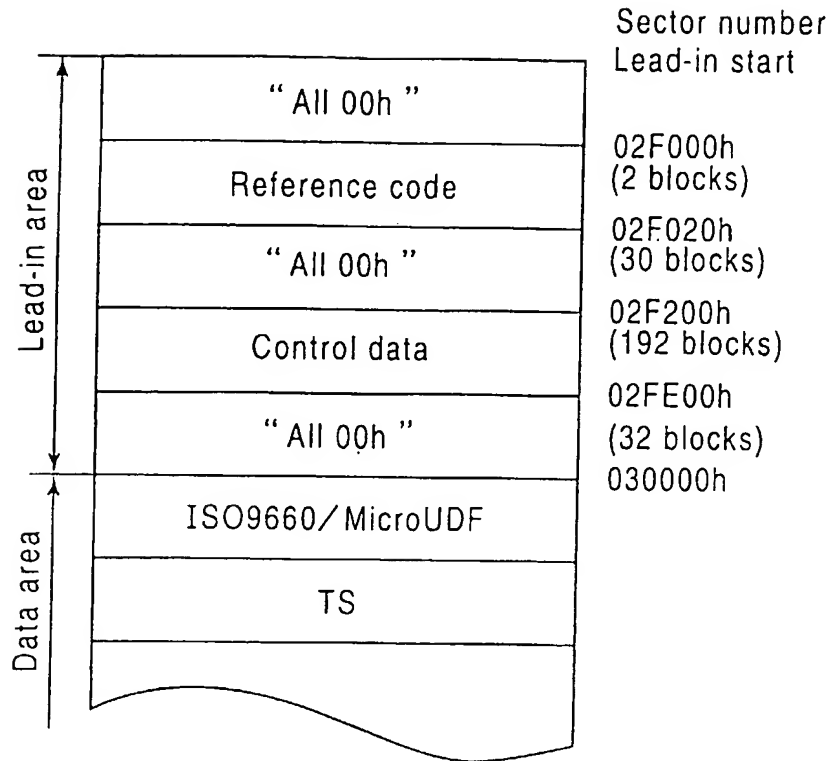 Sector number
Lead-in start
“ All 00h ”
02F000h
(2 blocks)
Reference code
02F020h
(30 blocks)
“ All 00h ”
02F200h
(192 blocks)
Control data
02FE00h
(32 blocks)
“ All 00h ”
030000h
ISO9660/MicroUDF
TS
Lead-in area
Data area